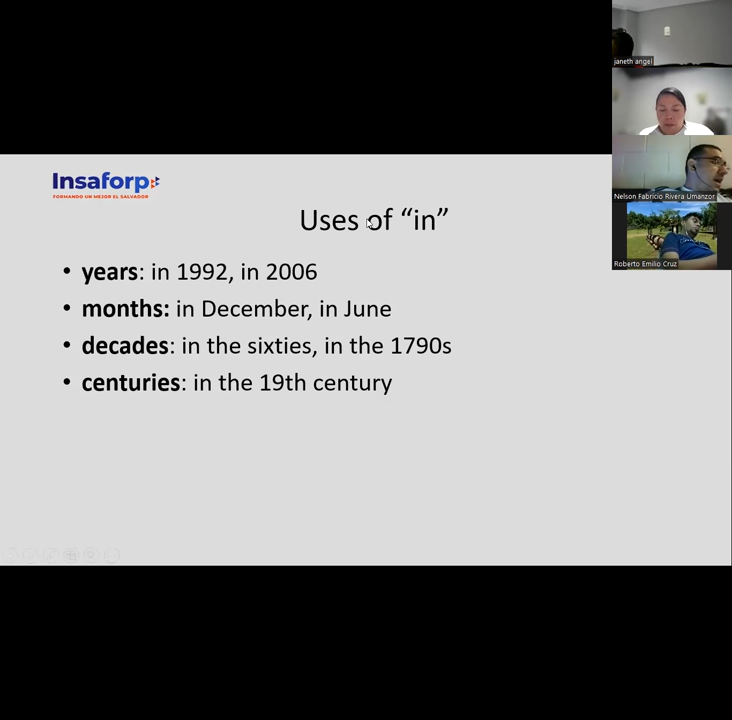 janeth angel
Insaforp
FORMANDO UN MEJOR EL SALVADOR
Uses of “in”
• years: in 1992, in 2006
• months: in December, in June
• decades: in the sixties, in the 1790s
• centuries: in the 19th century
Nelson Fabricio Rivera Umanzor
Roberto Emilio Cruz